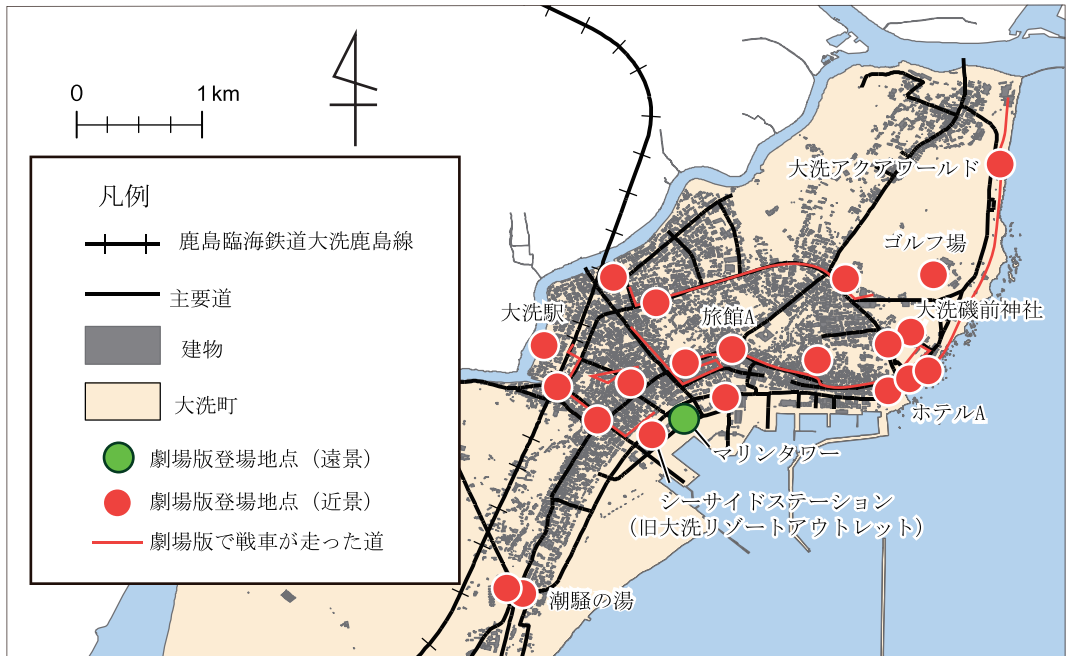 0 1km
凡例
鹿島臨海鉄道大洗鹿島線
主要道
建物
大洗町
劇場版登場地点（遠景）
劇場版登場地点（近景）
劇場版で戦車が走った道
大洗アクアワールド
ゴルフ場
大洗磯前神社
大洗駅
旅館A
ホテルA
マリンタワー
シーサイドステーション
（旧大洗リゾートアウトレット）
潮騒の湯